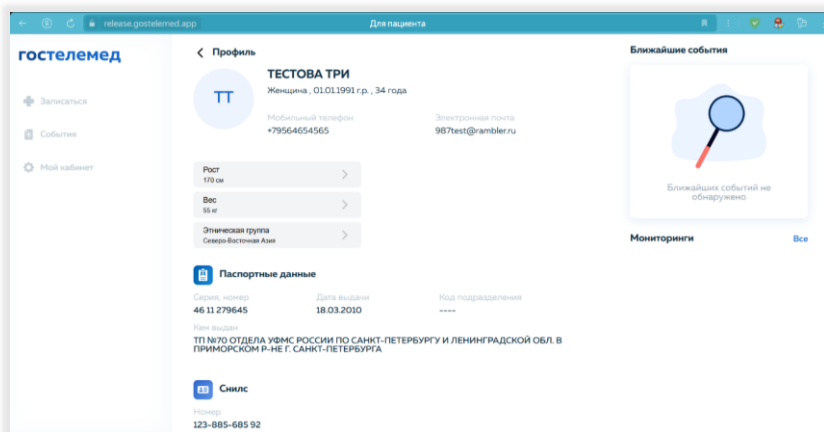 release.gostelemed.app
Для пациента
гостелемед
Записаться
События
Мой кабинет
Профиль
ТТ
ТЕСТОВА ТРИ
Женщина , 01.01.1991 г.р. , 34 года
Мобильный телефон
Электронная почта
+79564654565
987test@rambler.ru
Рост
170 см
Вес
55 кг
Этническая группа
Северо-Восточная Азия
Паспортные данные
Серия, номер
Дата выдачи
Код подразделения
46 11 279645
18.03.2010
----
Кем выдан
ТП №70 ОТДЕЛА УФМС РОССИИ ПО САНКТ-ПЕТЕРБУРГУ И ЛЕНИНГРАДСКОЙ ОБЛ. В
ПРИМОРСКОМ Р-НЕ Г. САНКТ-ПЕТЕРБУРГА
Снилс
Номер
123-885-685 92
Ближайшие события
Ближайших событий не
обнаружено
Мониторинги
Все